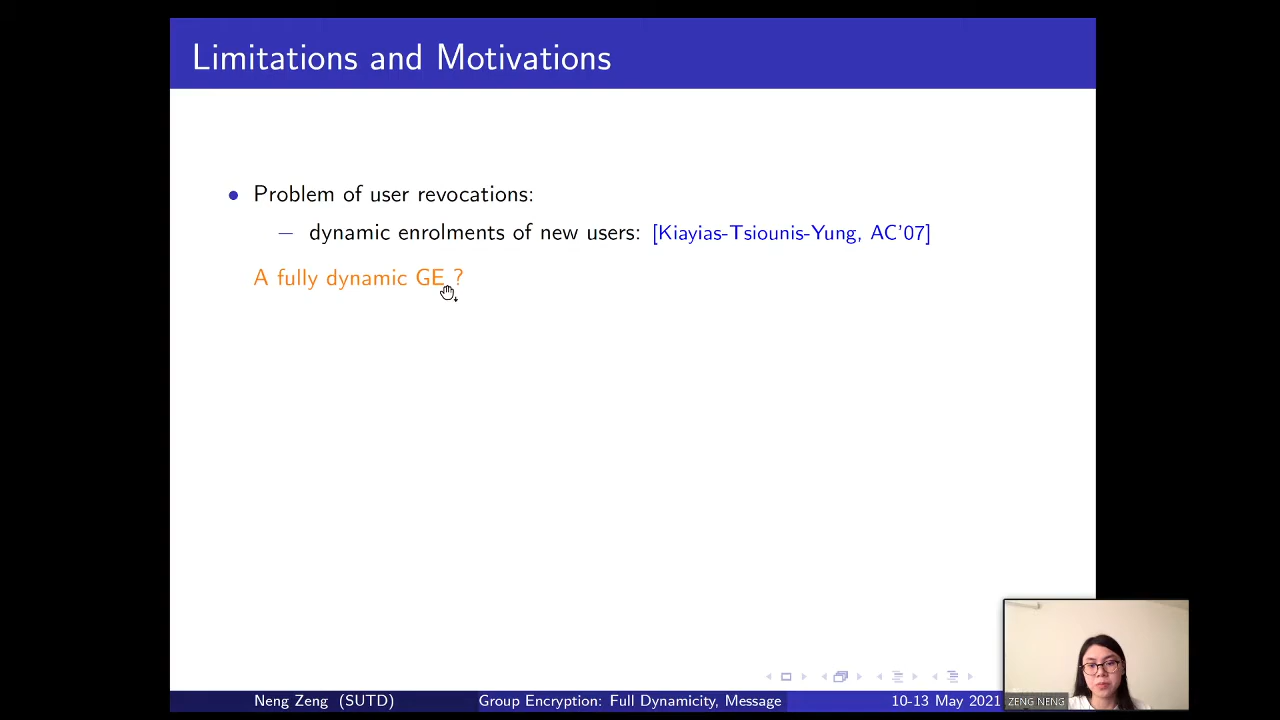 Limitations and Motivations
• Problem of user revocations:
– dynamic enrolments of new users: [Kiayias-Tsiounis-Yung, AC'07]
A fully dynamic GE ?
Neng Zeng (SUTD) Group Encryption: Full Dynamicity, Message 10-13 May 2021 ZENG NENG